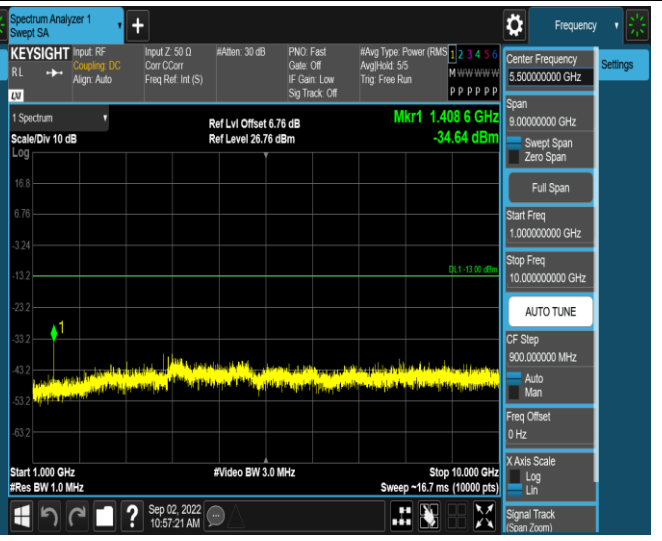 Spectrum Analyzer 1
Swept SA
Frequency
KEYSIGHT
R L
LXI
Input: RF
Coupling: DC
Align: Auto
Input Z: 50 Ω
Corr CCorr
Freq Ref: Int (S)
#Atten: 30 dB
PNO: Fast
Gate: Off
IF Gain: Low
Sig Track: Off
#Avg Type: Power (RMS
Avg|Hold: 5/5
Trig: Free Run
1 2 3 4 5 6
M W W W W W
P P P P P P
Center Frequency
5.500000000 GHz
Settings
Span
9.00000000 GHz
Swept Span
Zero Span
Full Span
Start Freq
1.000000000 GHz
Stop Freq
10.000000000 GHz
AUTO TUNE
CF Step
900.000000 MHz
Auto
Man
Freq Offset
0 Hz
X Axis Scale
Log
Lin
Signal Track
(Span Zoom)
1 Spectrum
Scale/Div 10 dB
Ref Lvl Offset 6.76 dB
Ref Level 26.76 dBm
Mkr1 1.408 6 GHz
-34.64 dBm
Log
16.8
6.76
-3.24
-13.2
DL1 -13.00 dBm
-23.2
1
-33.2
-43.2
-53.2
-63.2
Start 1.000 GHz
#Video BW 3.0 MHz
Stop 10.000 GHz
#Res BW 1.0 MHz
Sweep ~16.7 ms (10000 pts)
?
Sep 02, 2022
10:57:21 AM